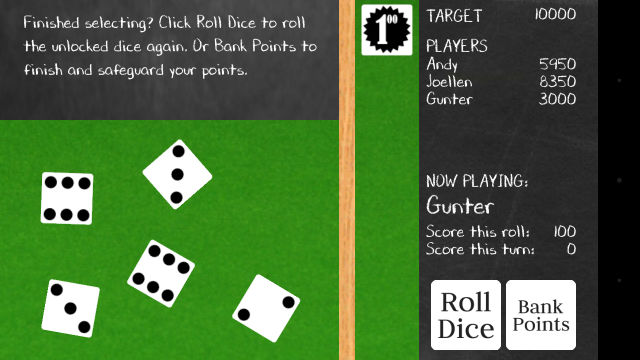 Finished selecting? Click Roll Dice to roll
the unlocked dice again. Or Bank Points to
finish and safeguard your points.
100
TARGET 10000
PLAYERS
Andy 5950
Joellen 8350
Gunter 3000
NOW PLAYING:
Gunter
Score this roll: 100
Score this turn: 0
Roll
Dice
Bank
Points